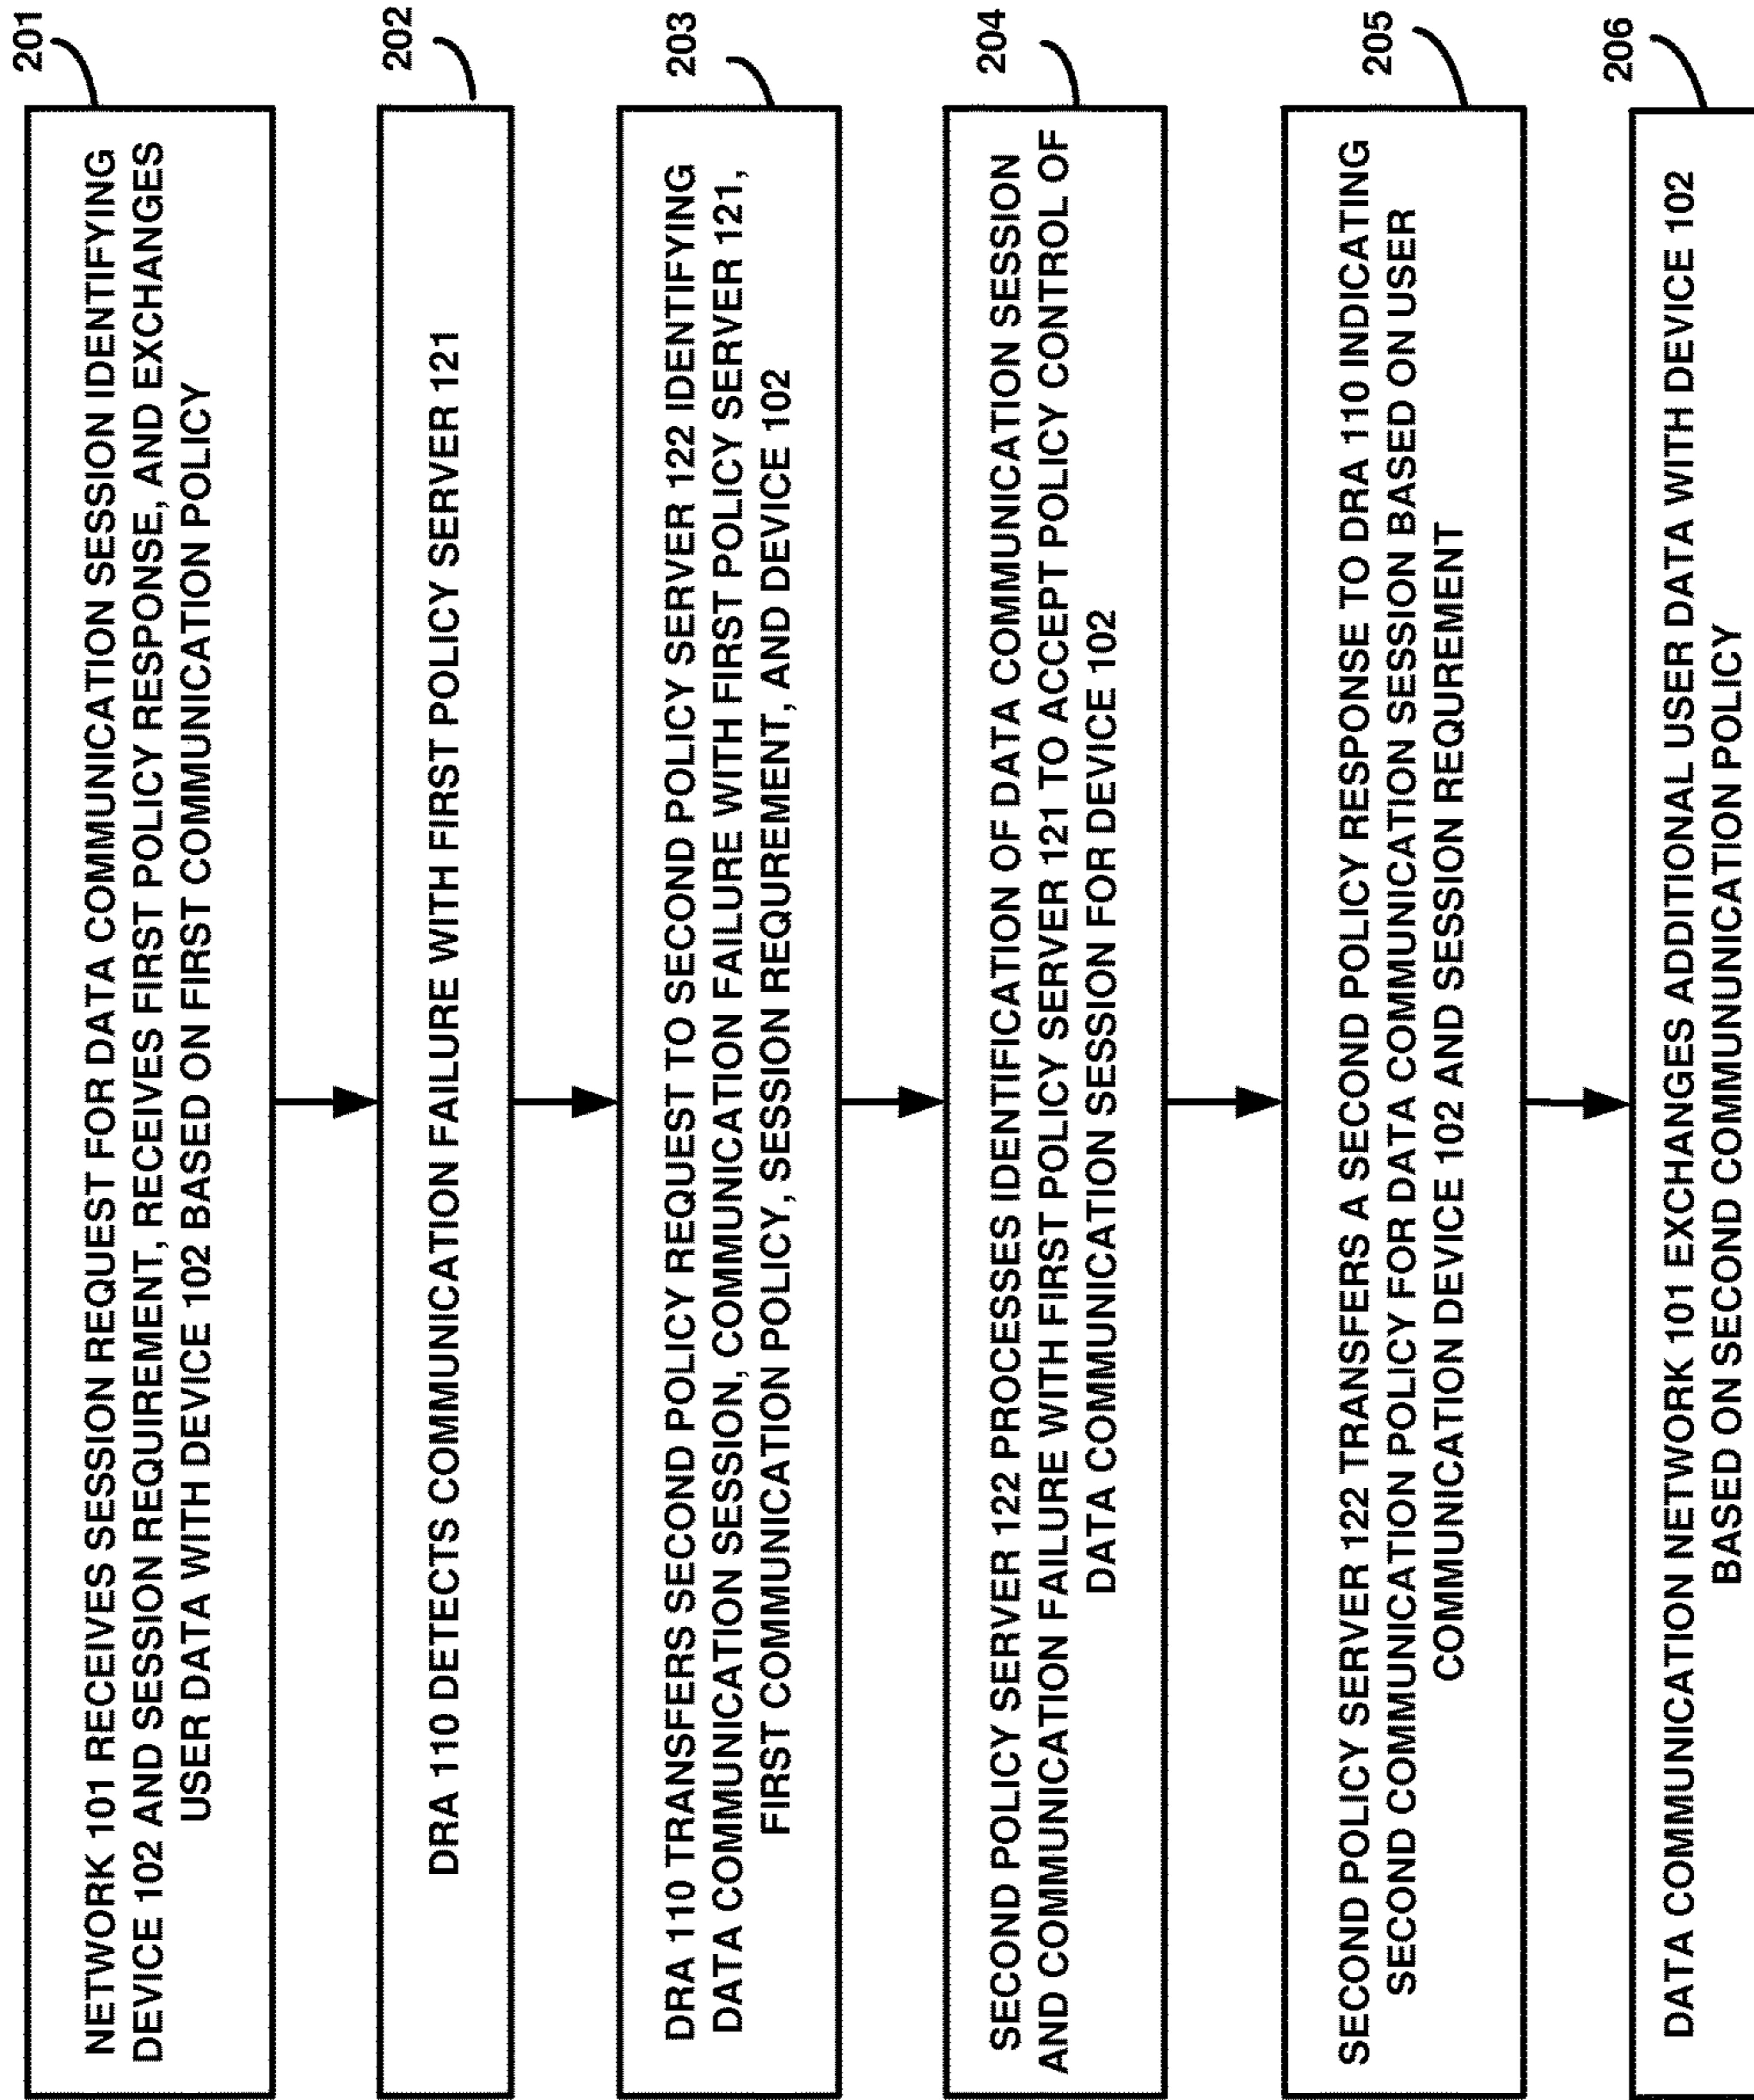 201
NETWORK 101 RECEIVES SESSION REQUEST FOR DATA COMMUNICATION SESSION IDENTIFYING
DEVICE 102 AND SESSION REQUIREMENT, RECEIVES FIRST POLICY RESPONSE, AND EXCHANGES
USER DATA WITH DEVICE 102 BASED ON FIRST COMMUNICATION POLICY
202
DRA 110 DETECTS COMMUNICATION FAILURE WITH FIRST POLICY SERVER 121
203
DRA 110 TRANSFERS SECOND POLICY REQUEST TO SECOND POLICY SERVER 122 IDENTIFYING
DATA COMMUNICATION SESSION, COMMUNICATION FAILURE WITH FIRST POLICY SERVER 121,
FIRST COMMUNICATION POLICY, SESSION REQUREMENT, AND DEVICE 102
204
SECOND POLICY SERVER 122 PROCESSES IDENTIFICATION OF DATA COMMUNICATION SESSION
AND COMMUNICATION FAILURE WITH FIRST POLICY SERVER 121 TO ACCEPT POLICY CONTROL OF
DATA COMMUNICATION SESSION FOR DEVICE 102
205
SECOND POLICY SERVER 122 TRANSFERS A SECOND POLICY RESPONSE TO DRA 110 INDICATING
SECOND COMMUNICATION POLICY FOR DATA COMMUNICATION SESSION BASED ON USER
COMMUNICATION DEVICE 102 AND SESSION REQUREMENT
206
DATA COMMUNICATION NETWORK 101 EXCHANGES ADDITIONAL USER DATA WITH DEVICE 102
BASED ON SECOND COMMUNUNICATION POLICY